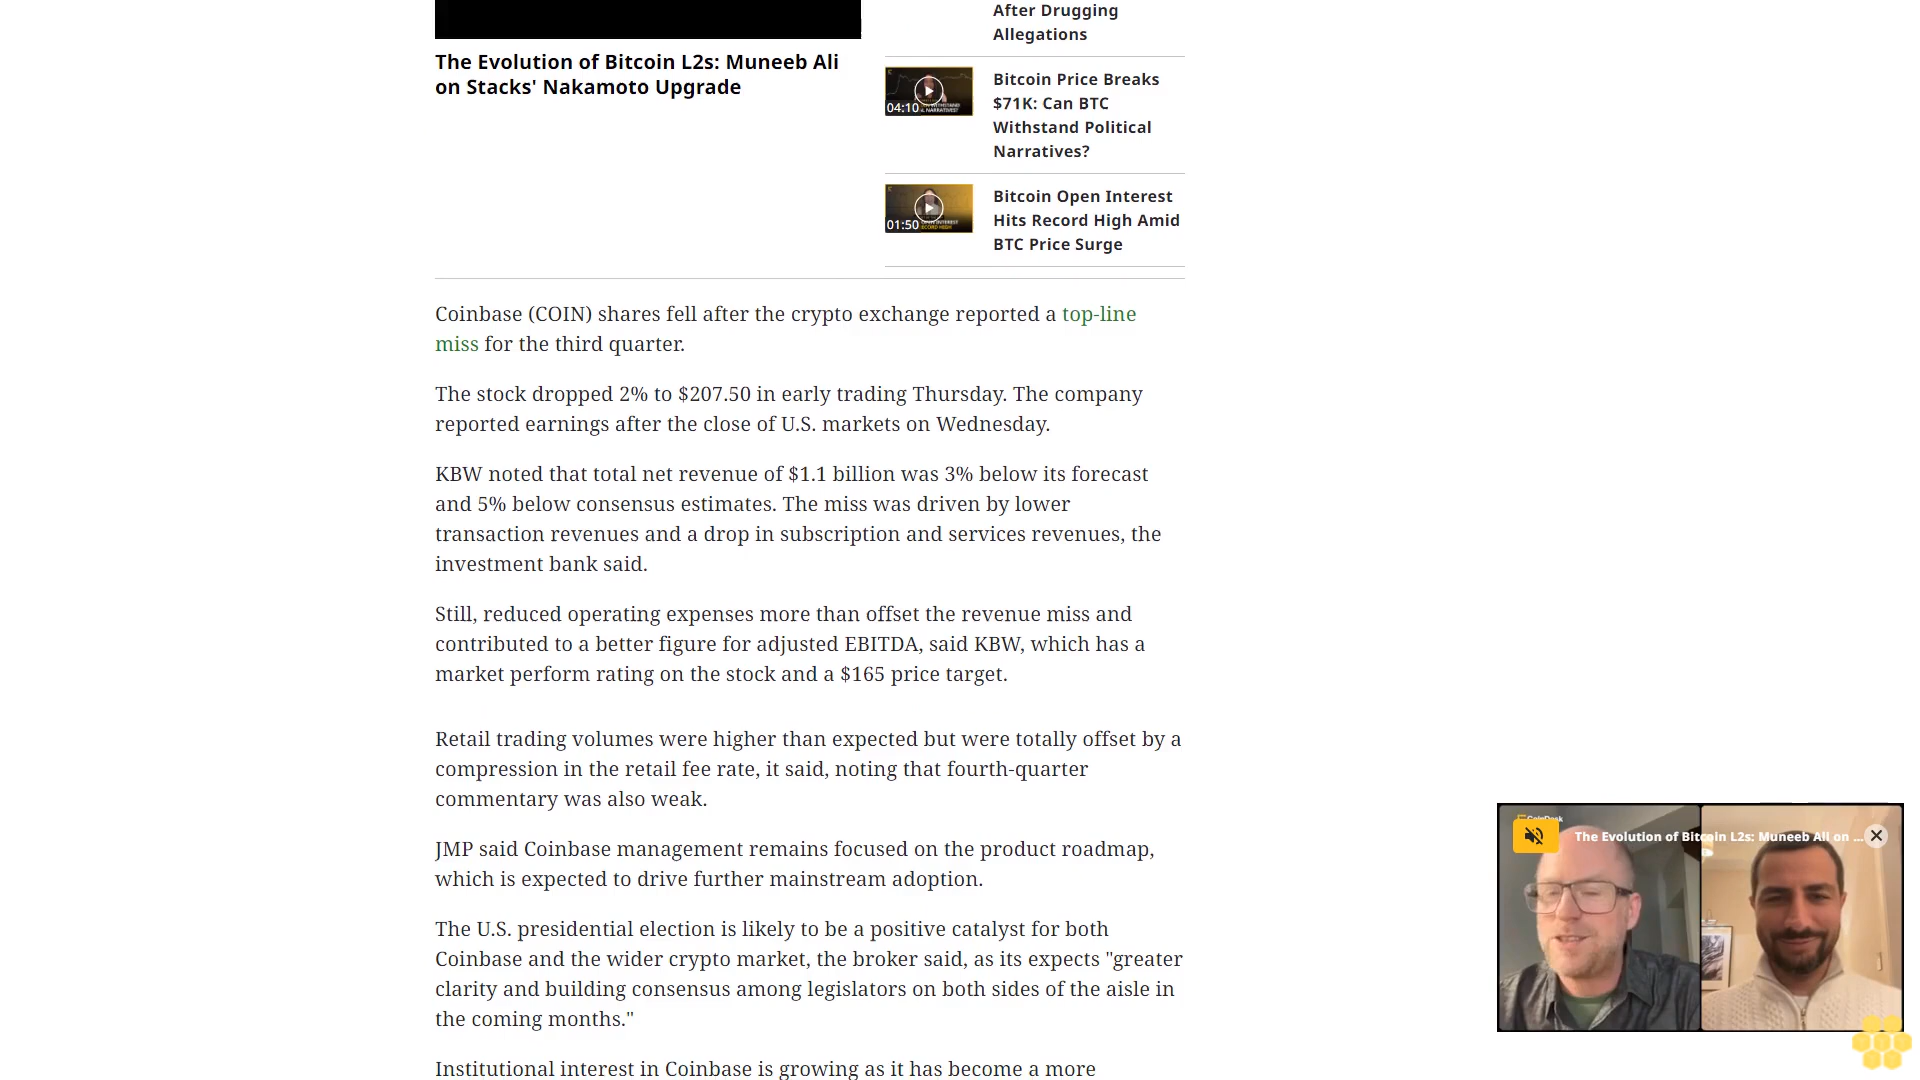 The Evolution of Bitcoin L2s: Muneeb Ali
on Stacks' Nakamoto Upgrade
After Drugging
Allegations
04:10
Bitcoin Price Breaks
$71K: Can BTC
Withstand Political
Narratives?
01:50
Bitcoin Open Interest
Hits Record High Amid
BTC Price Surge
Coinbase (COIN) shares fell after the crypto exchange reported a top-line
miss for the third quarter.
The stock dropped 2% to $207.50 in early trading Thursday. The company
reported earnings after the close of U.S. markets on Wednesday.
KBW noted that total net revenue of $1.1 billion was 3% below its forecast
and 5% below consensus estimates. The miss was driven by lower
transaction revenues and a drop in subscription and services revenues, the
investment bank said.
Still, reduced operating expenses more than offset the revenue miss and
contributed to a better figure for adjusted EBITDA, said KBW, which has a
market perform rating on the stock and a $165 price target.
Retail trading volumes were higher than expected but were totally offset by a
compression in the retail fee rate, it said, noting that fourth-quarter
commentary was also weak.
JMP said Coinbase management remains focused on the product roadmap,
which is expected to drive further mainstream adoption.
The U.S. presidential election is likely to be a positive catalyst for both
Coinbase and the wider crypto market, the broker said, as its expects "greater
clarity and building consensus among legislators on both sides of the aisle in
the coming months."
Institutional interest in Coinbase is growing as it has become a more
CoinDesk
The Evolution of Bitcoin L2s: Muneeb Ali on ...